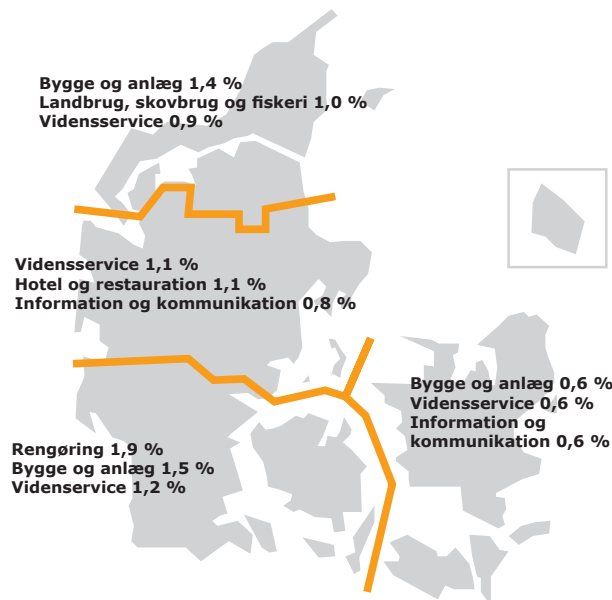 Bygge og anlæg 1,4 %
Landbrug, skovbrug og fiskeri 1,0 %
Vidensservice 0,9 %
Vidensservice 1,1 %
Hotel og restauration 1,1 %
Information og kommunikation 0,8 %
Bygge og anlæg 0,6 %
Vidensservice 0,6 %
Information og
kommunikation 0,6 %
Rengøring 1,9 %
Bygge og anlæg 1,5 %
Videnservice 1,2 %